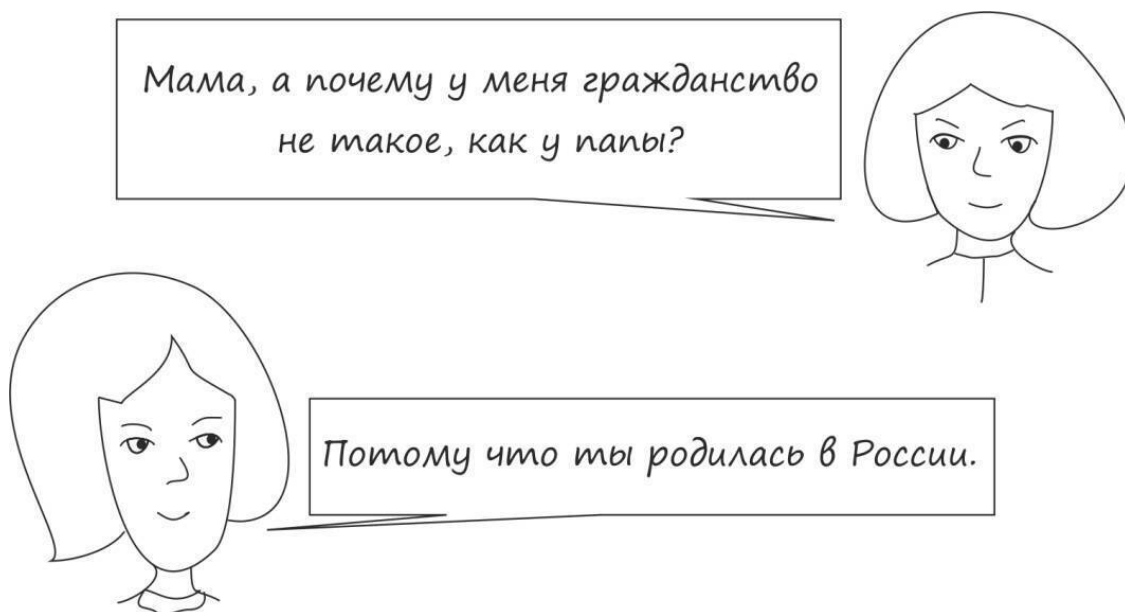 Мама, а почему у меня гражданство
не такое, как у папы?
Потому что ты родилась в России.